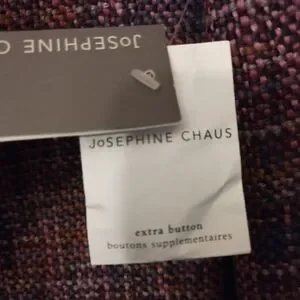 JOSEPHINE C
JOSEPHINE CHAUS
extra button
boutons supplementaires